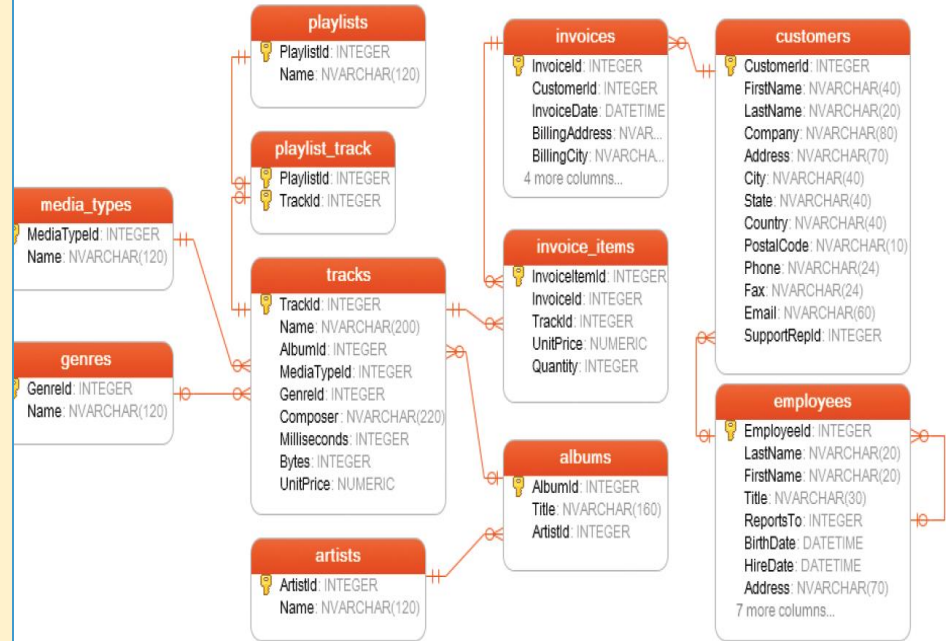 playlists
PlaylistId: INTEGER
Name: NVARCHAR(120)
playlist_track
PlaylistId: INTEGER
TrackId: INTEGER
media_types
MediaTypeId: INTEGER
Name: NVARCHAR(120)
genres
GenreId: INTEGER
Name: NVARCHAR(120)
tracks
TrackId: INTEGER
Name: NVARCHAR(200)
AlbumId: INTEGER
MediaTypeId: INTEGER
GenreId: INTEGER
Composer: NVARCHAR(220)
Milliseconds: INTEGER
Bytes: INTEGER
UnitPrice: NUMERIC
artists
ArtistId: INTEGER
Name: NVARCHAR(120)
invoices
InvoiceId: INTEGER
CustomerId: INTEGER
InvoiceDate: DATETIME
BillingAddress: NVAR...
BillingCity: NVARCHA...
4 more columns...
invoice_items
InvoiceItemId: INTEGER
InvoiceId: INTEGER
TrackId: INTEGER
UnitPrice: NUMERIC
Quantity: INTEGER
albums
AlbumId: INTEGER
Title: NVARCHAR(160)
ArtistId: INTEGER
customers
CustomerId: INTEGER
FirstName: NVARCHAR(40)
LastName: NVARCHAR(20)
Company: NVARCHAR(80)
Address: NVARCHAR(70)
City: NVARCHAR(40)
State: NVARCHAR(40)
Country: NVARCHAR(40)
PostalCode: NVARCHAR(10)
Phone: NVARCHAR(24)
Fax: NVARCHAR(24)
Email: NVARCHAR(60)
SupportRepId: INTEGER
employees
EmployeeId: INTEGER
LastName: NVARCHAR(20)
FirstName: NVARCHAR(20)
Title: NVARCHAR(30)
ReportsTo: INTEGER
BirthDate: DATETIME
HireDate: DATETIME
Address: NVARCHAR(70)
7 more columns...